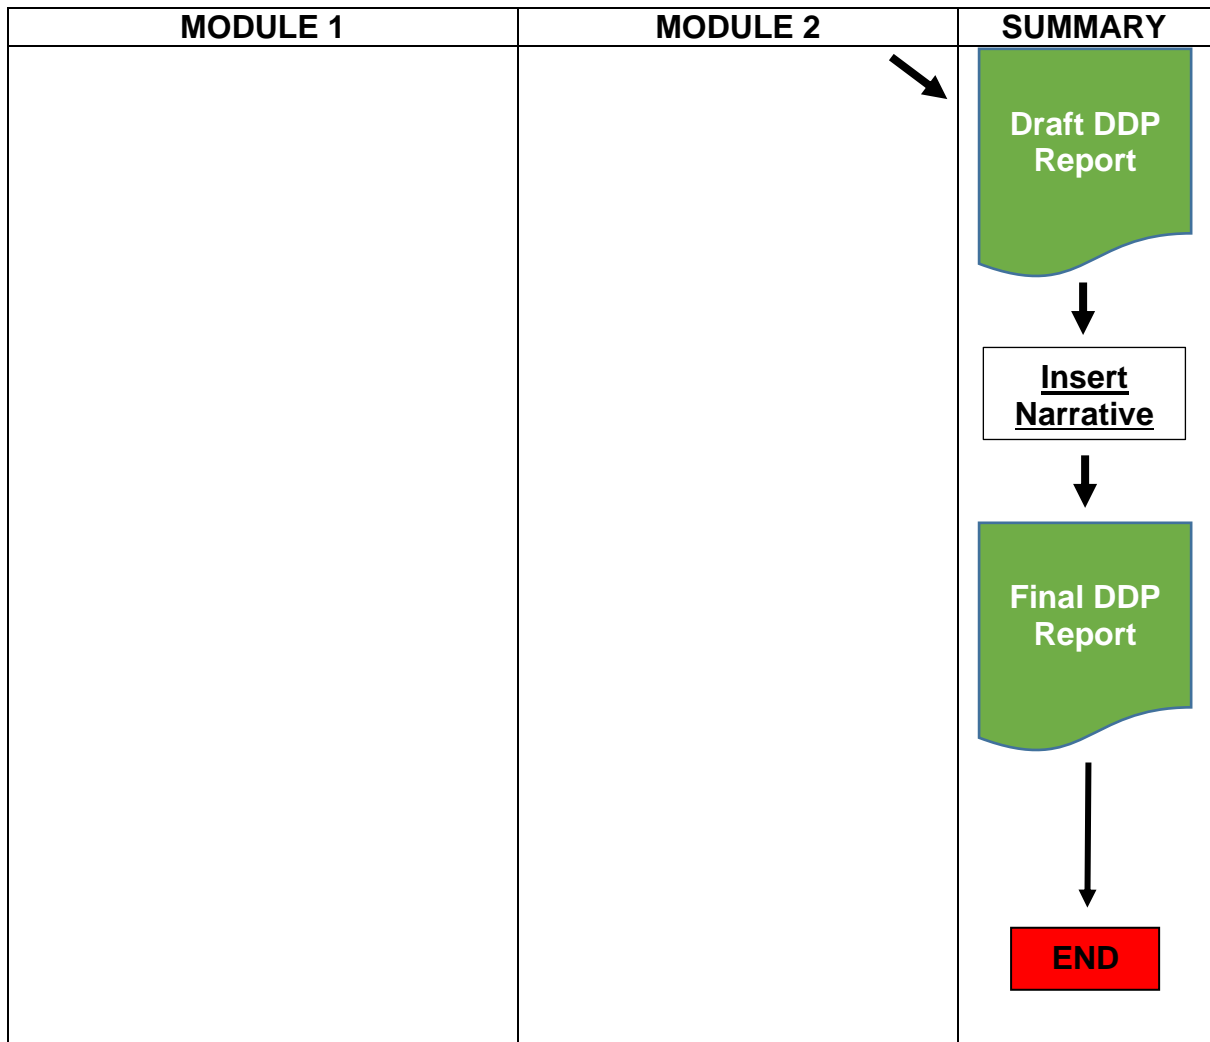 MODULE 1
MODULE 2
SUMMARY
Draft DDP
Report
Insert
Narrative
Final DDP
Report
END